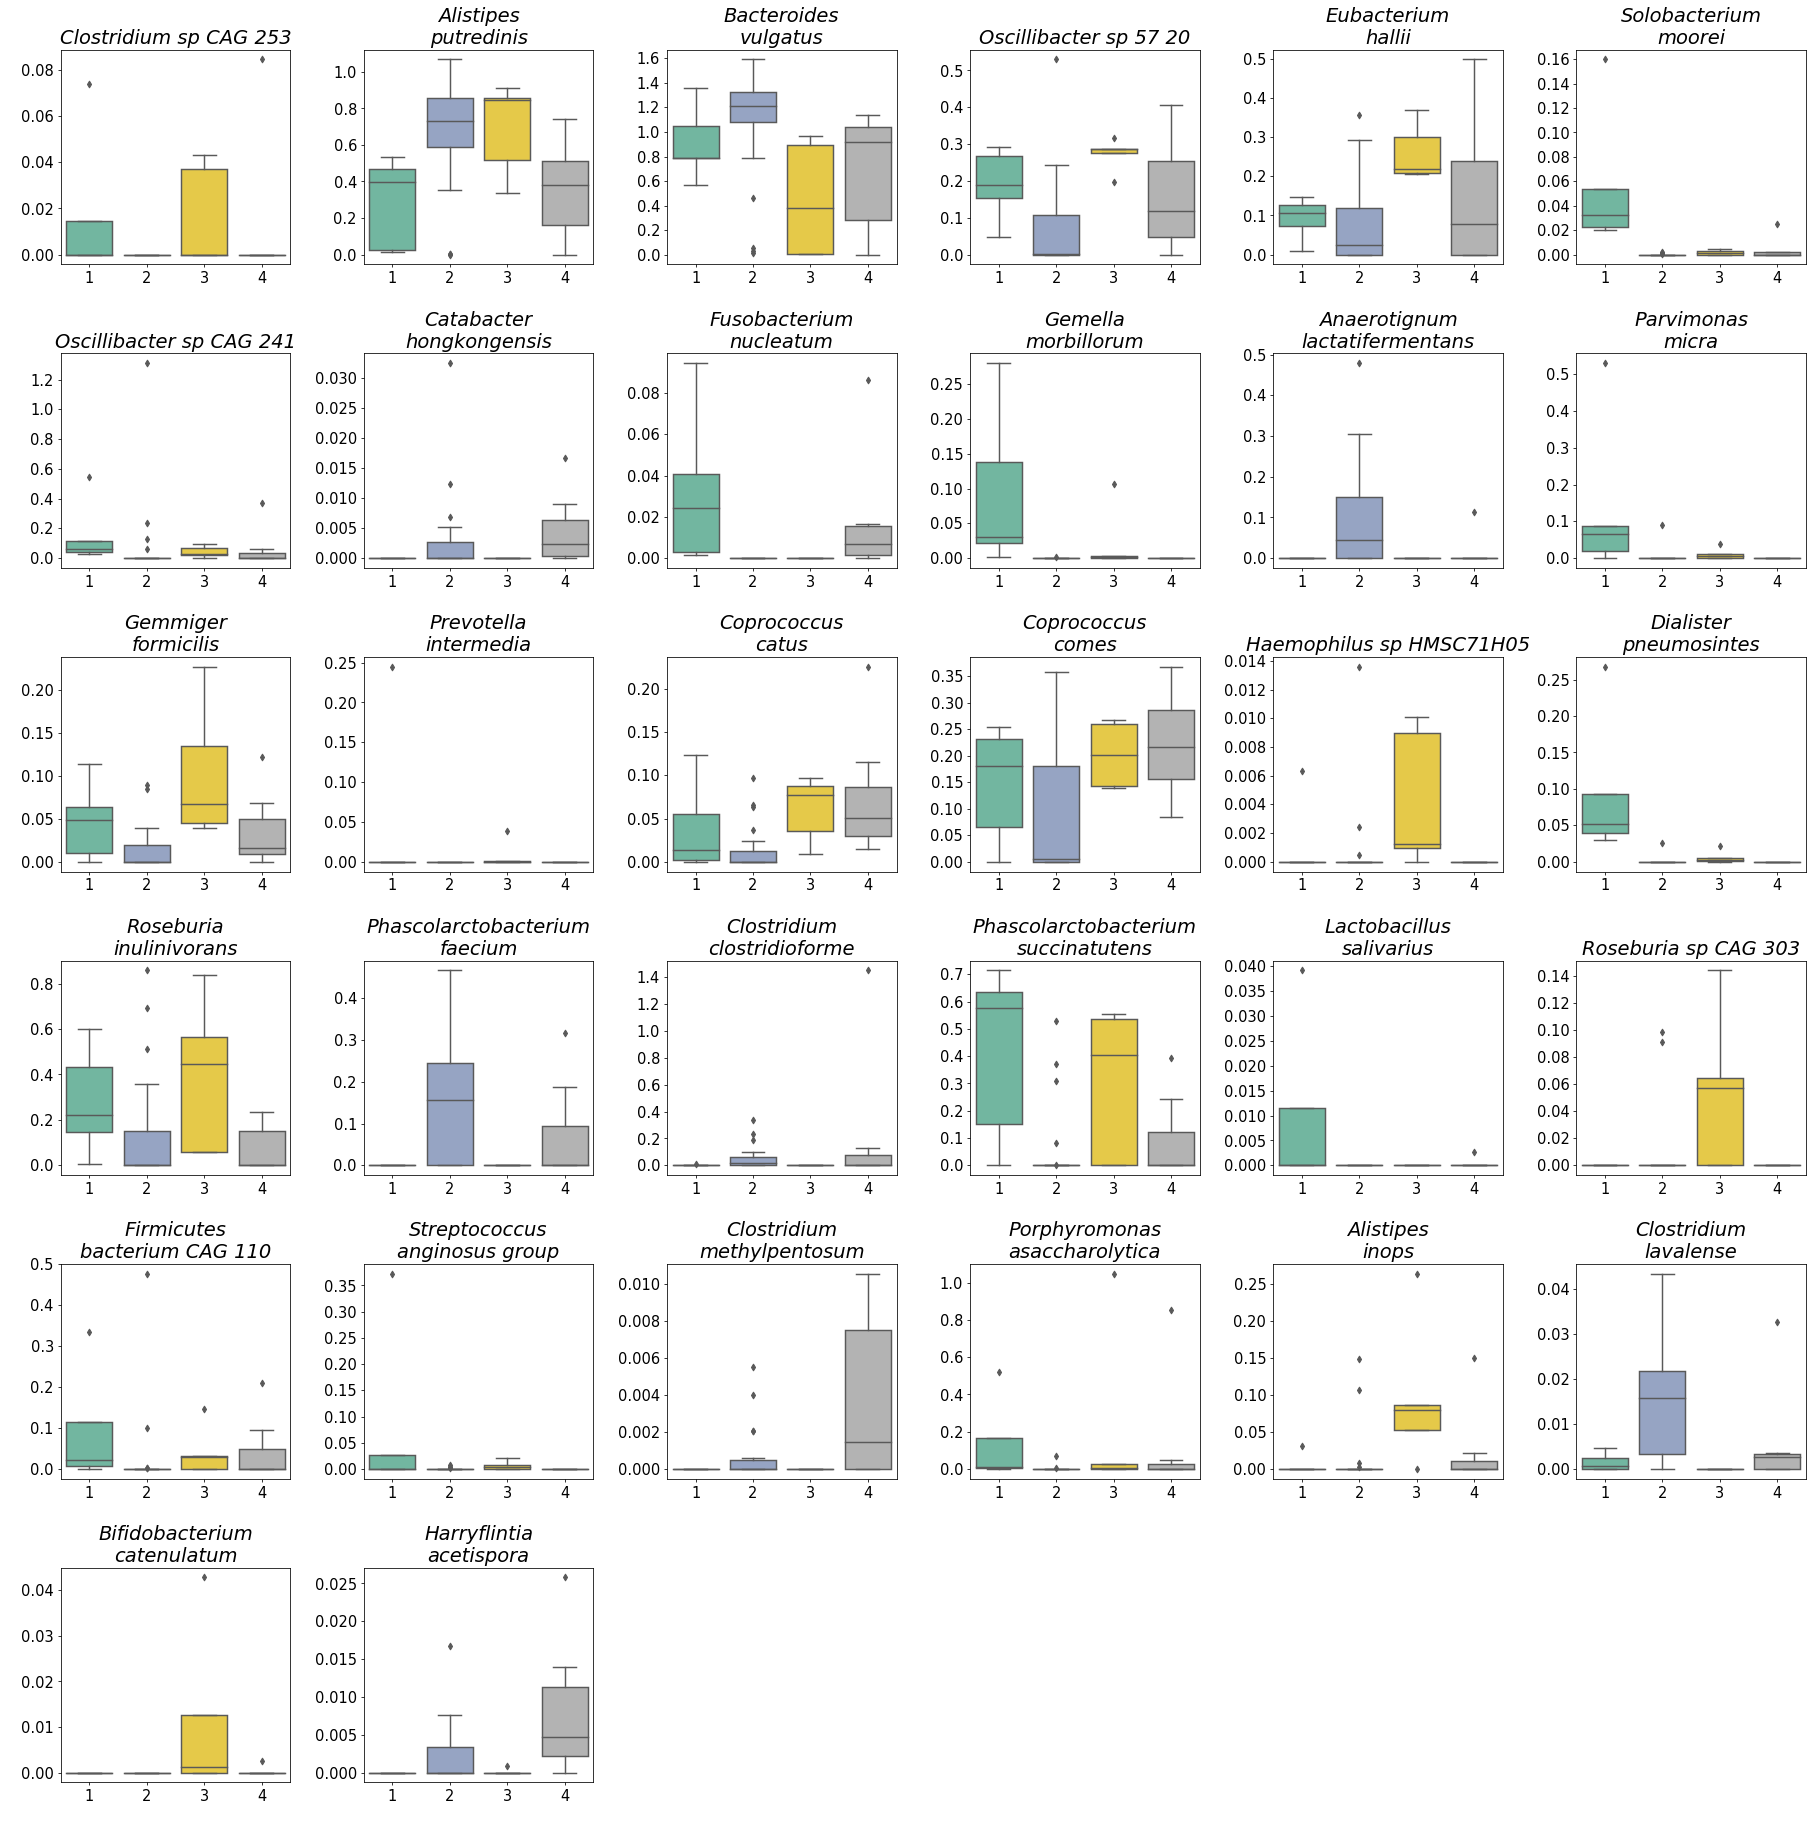 Clostridium sp CAG 253
0.08
0.06
0.04
0.02
0.00
1 2 3 4
Alistipes
putredinis
1.0
0.8
0.6
0.4
0.2
0.0
1 2 3 4
Bacteroides
vulgatus
1.6
1.4
1.2
1.0
0.8
0.6
0.4
0.2
0.0
1 2 3 4
Oscillibacter sp 57 20
0.5
0.4
0.3
0.2
0.1
0.0
1 2 3 4
Eubacterium
hallii
0.5
0.4
0.3
0.2
0.1
0.0
1 2 3 4
Solobacterium
moorei
0.16
0.14
0.12
0.10
0.08
0.06
0.04
0.02
0.00
1 2 3 4
Oscillibacter sp CAG 241
1.2
1.0
0.8
0.6
0.4
0.2
0.0
1 2 3 4
Catabacter
hongkongensis
0.030
0.025
0.020
0.015
0.010
0.005
0.000
1 2 3 4
Fusobacterium
nucleatum
0.08
0.06
0.04
0.02
0.00
1 2 3 4
Gemella
morbillorum
0.25
0.20
0.15
0.10
0.05
0.00
1 2 3 4
Anaerotignum
lactatifermentans
0.5
0.4
0.3
0.2
0.1
0.0
1 2 3 4
Parvimonas
micra
0.5
0.4
0.3
0.2
0.1
0.0
1 2 3 4
Gemmiger
formicilis
0.20
0.15
0.10
0.05
0.00
1 2 3 4
Prevotella
intermedia
0.25
0.20
0.15
0.10
0.05
0.00
1 2 3 4
Coprococcus
catus
0.20
0.15
0.10
0.05
0.00
1 2 3 4
Coprococcus
comes
0.35
0.30
0.25
0.20
0.15
0.10
0.05
0.00
1 2 3 4
Haemophilus sp HMSC71H05
0.014
0.012
0.010
0.008
0.006
0.004
0.002
0.000
1 2 3 4
Dialister
pneumosintes
0.25
0.20
0.15
0.10
0.05
0.00
1 2 3 4
Roseburia
inulinivorans
0.8
0.6
0.4
0.2
0.0
1 2 3 4
Phascolarctobacterium
faecium
0.4
0.3
0.2
0.1
0.0
1 2 3 4
Clostridium
clostridioforme
1.4
1.2
1.0
0.8
0.6
0.4
0.2
0.0
1 2 3 4
Phascolarctobacterium
succinatutens
0.7
0.6
0.5
0.4
0.3
0.2
0.1
0.0
1 2 3 4
Lactobacillus
salivarius
0.040
0.035
0.030
0.025
0.020
0.015
0.010
0.005
0.000
1 2 3 4
Roseburia sp CAG 303
0.14
0.12
0.10
0.08
0.06
0.04
0.02
0.00
1 2 3 4
Firmicutes
bacterium CAG 110
0.5
0.4
0.3
0.2
0.1
0.0
1 2 3 4
Streptococcus
anginosus group
0.35
0.30
0.25
0.20
0.15
0.10
0.05
0.00
1 2 3 4
Clostridium
methylpentosum
0.010
0.008
0.006
0.004
0.002
0.000
1 2 3 4
Porphyromonas
asaccharolytica
1.0
0.8
0.6
0.4
0.2
0.0
1 2 3 4
Alistipes
inops
0.25
0.20
0.15
0.10
0.05
0.00
1 2 3 4
Clostridium
lavalense
0.04
0.03
0.02
0.01
0.00
1 2 3 4
Bifidobacterium
catenulatum
0.04
0.03
0.02
0.01
0.00
1 2 3 4
Harryflintia
acetispora
0.025
0.020
0.015
0.010
0.005
0.000
1 2 3 4